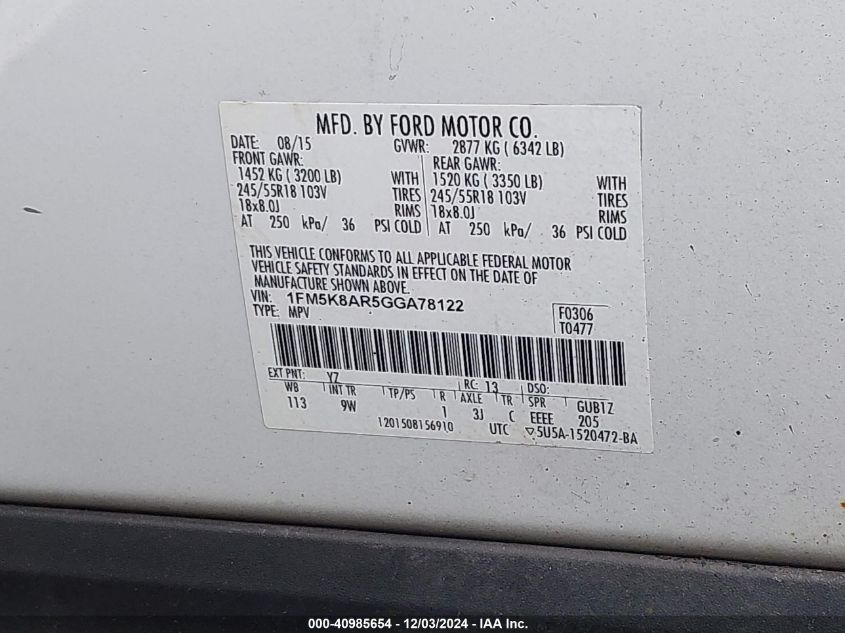 MFD. BY FORD MOTOR CO.
DATE: 08/15 GVWR: 2877 KG ( 6342 LB)
FRONT GAWR: REAR GAWR:
1452 KG ( 3200 LB) WITH 1520 KG ( 3350 LB) WITH
245/55R18 103V TIRES 245/55R18 103V TIRES
18x8.0J RIMS 18x8.0J RIMS
AT 250 kPa/ 36 PSI COLD AT 250 kPa/ 36 PSI COLD
THIS VEHICLE CONFORMS TO ALL APPLICABLE FEDERAL MOTOR
VEHICLE SAFETY STANDARDS IN EFFECT ON THE DATE OF
MANUFACTURE SHOWN ABOVE.
VIN: 1FM5K8AR5GGA78122
TYPE: MPV
F0306
T0477
EXT PNT: YZ RC: 13 DSO:
WB INT TR TP/PS R AXLE TR SPR GUB1Z
113 9W 1 3J C EEEE 205
1201508156910 UTC ▽5U5A-1520472-BA
000-40985654 - 12/03/2024 - IAA Inc.